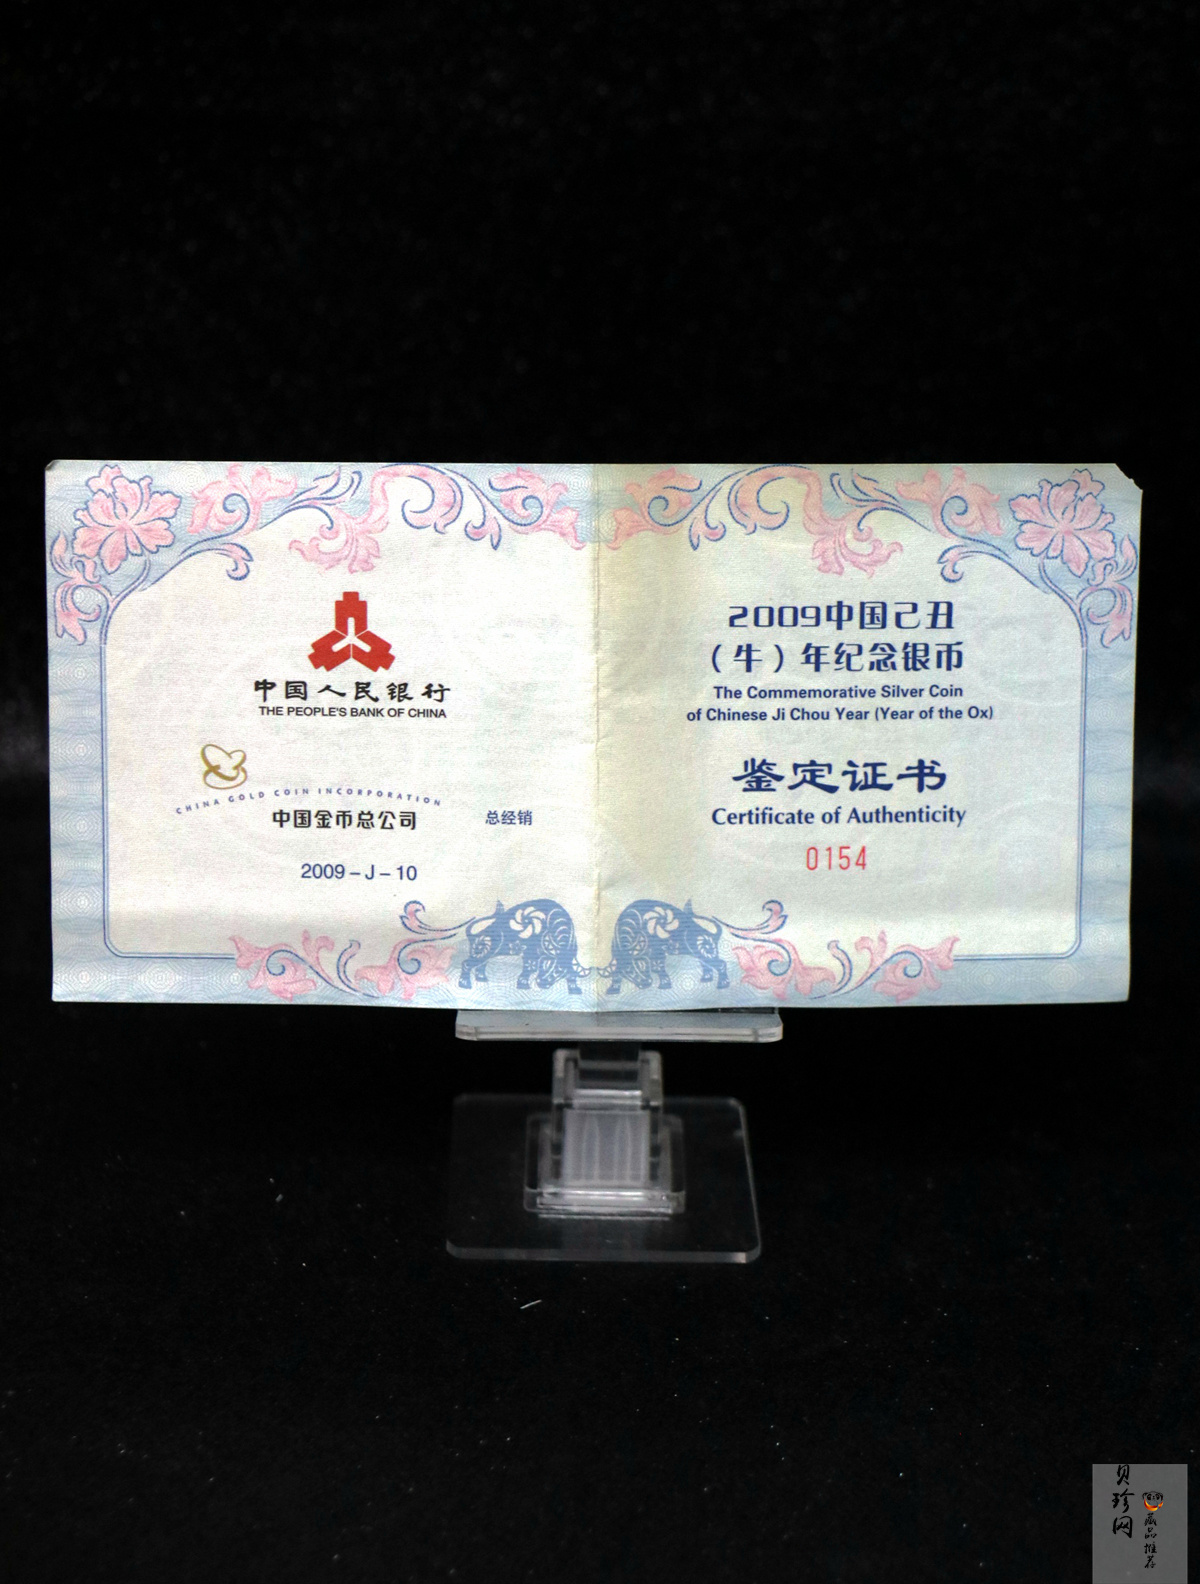 中国人民银行
THE PEOPLE'S BANK OF CHINA
CHINA GOLD COIN INCORPORATION
中国金币总公司 总经销
2009-J-10
2009中国己丑
（牛）年纪念银币
The Commemorative Silver Coin
of Chinese Ji Chou Year (Year of the Ox)
鉴定证书
Certificate of Authenticity
0154
贝珍网
藏品推荐